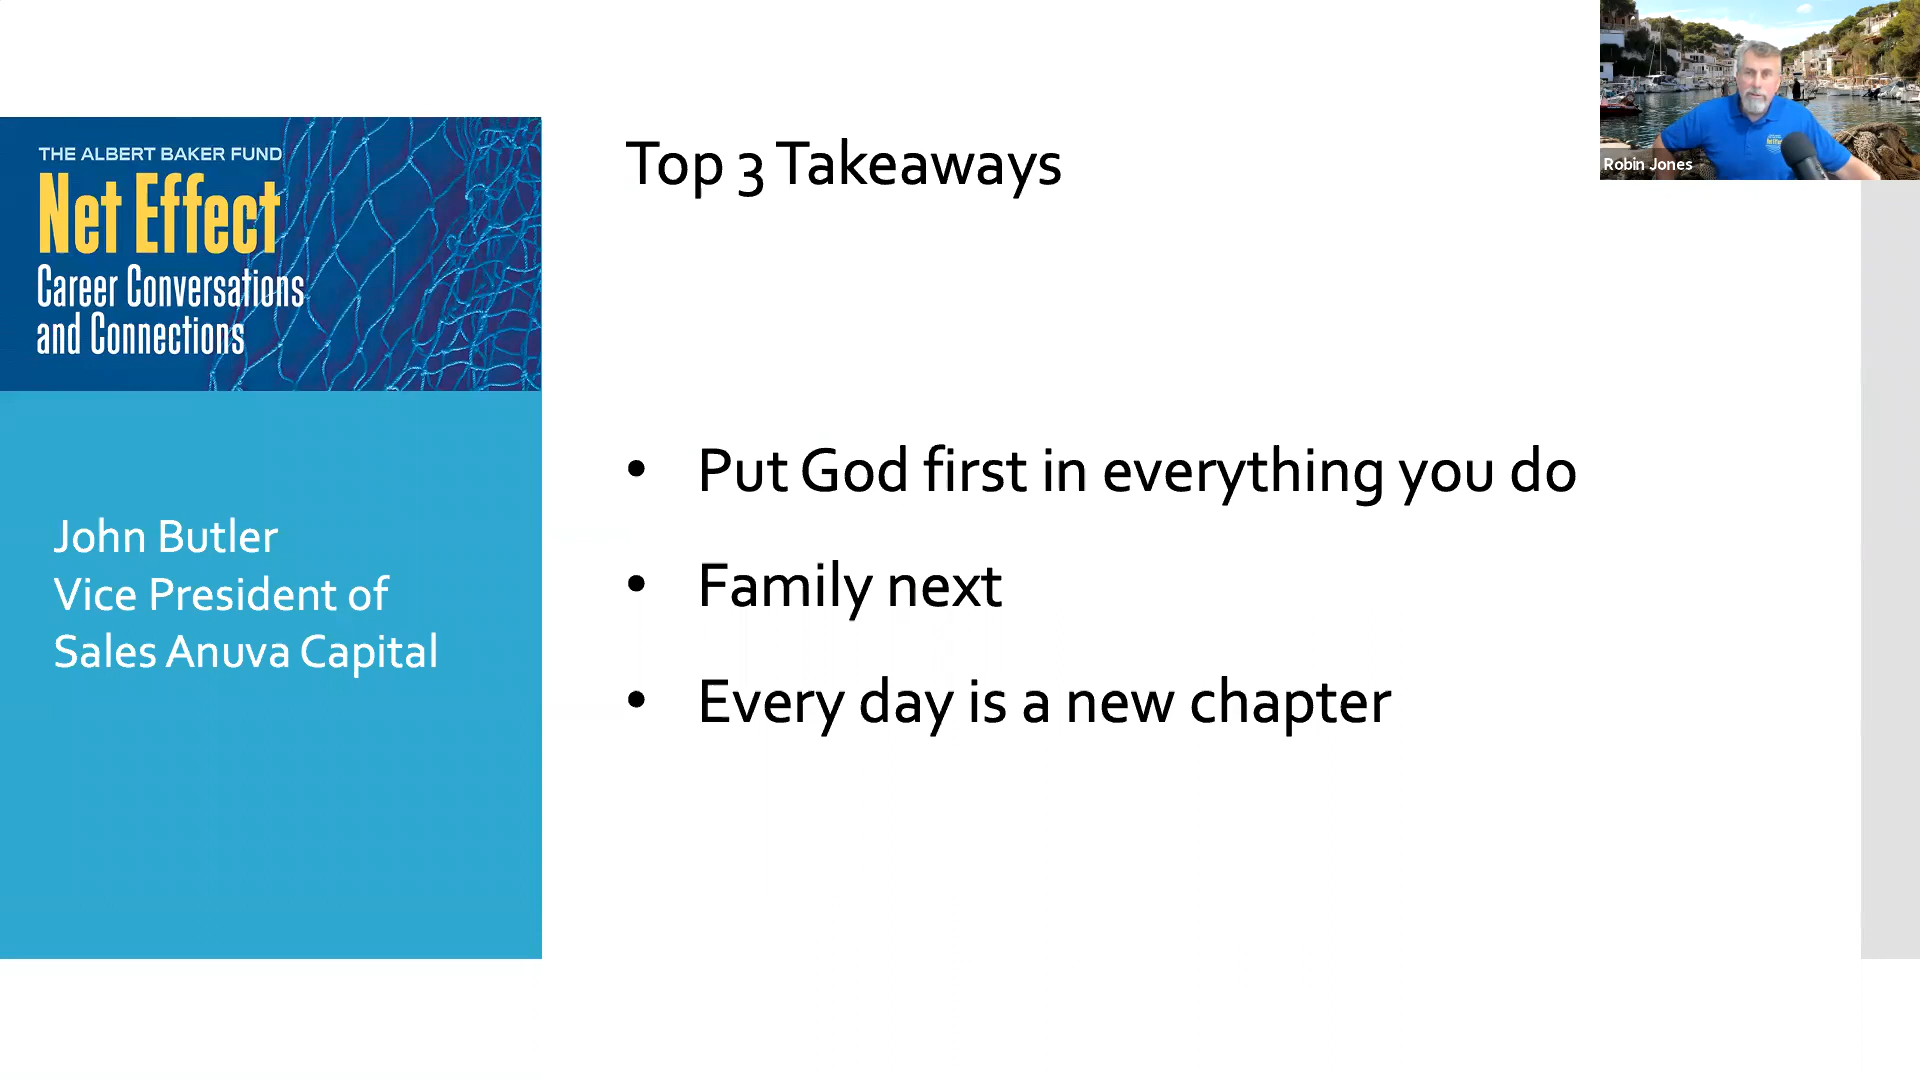 THE ALBERT BAKER FUND
Net Effect
Career Conversations
and Connections
John Butler
Vice President of
Sales Anuva Capital
Top 3 Takeaways
• Put God first in everything you do
• Family next
• Every day is a new chapter
Robin Jones